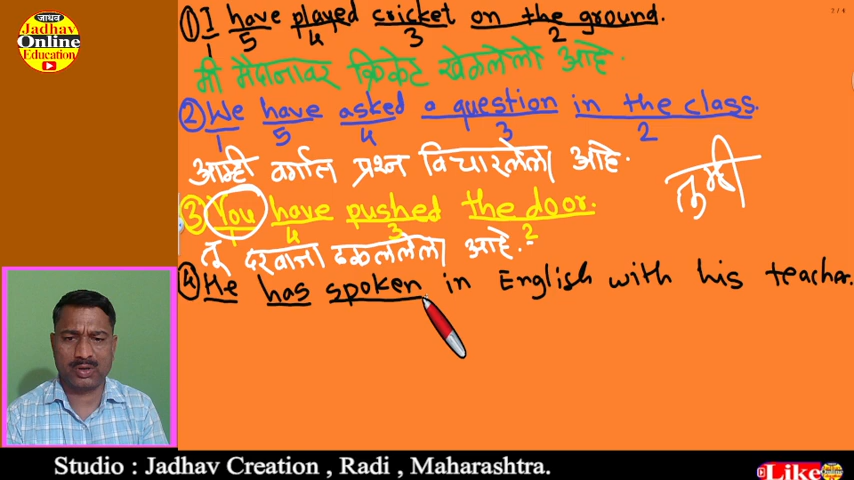 जाधव
Jadhav
Online
Education
2/4
① I have played cricket on the ground.
1 5 4 3 2
मी मैदानावर क्रिकेट खेळलेलो आहे.
② We have asked a question in the class.
1 5 4 3 2
आम्ही वर्गात प्रश्न विचारलेला आहे.
तुम्ही
③ You have pushed the door.
1 4 3 2
तू दरवाजा ढकललेला आहे.
④ He has spoken in English with his teacher.
Studio : Jadhav Creation , Radi , Maharashtra.
Like